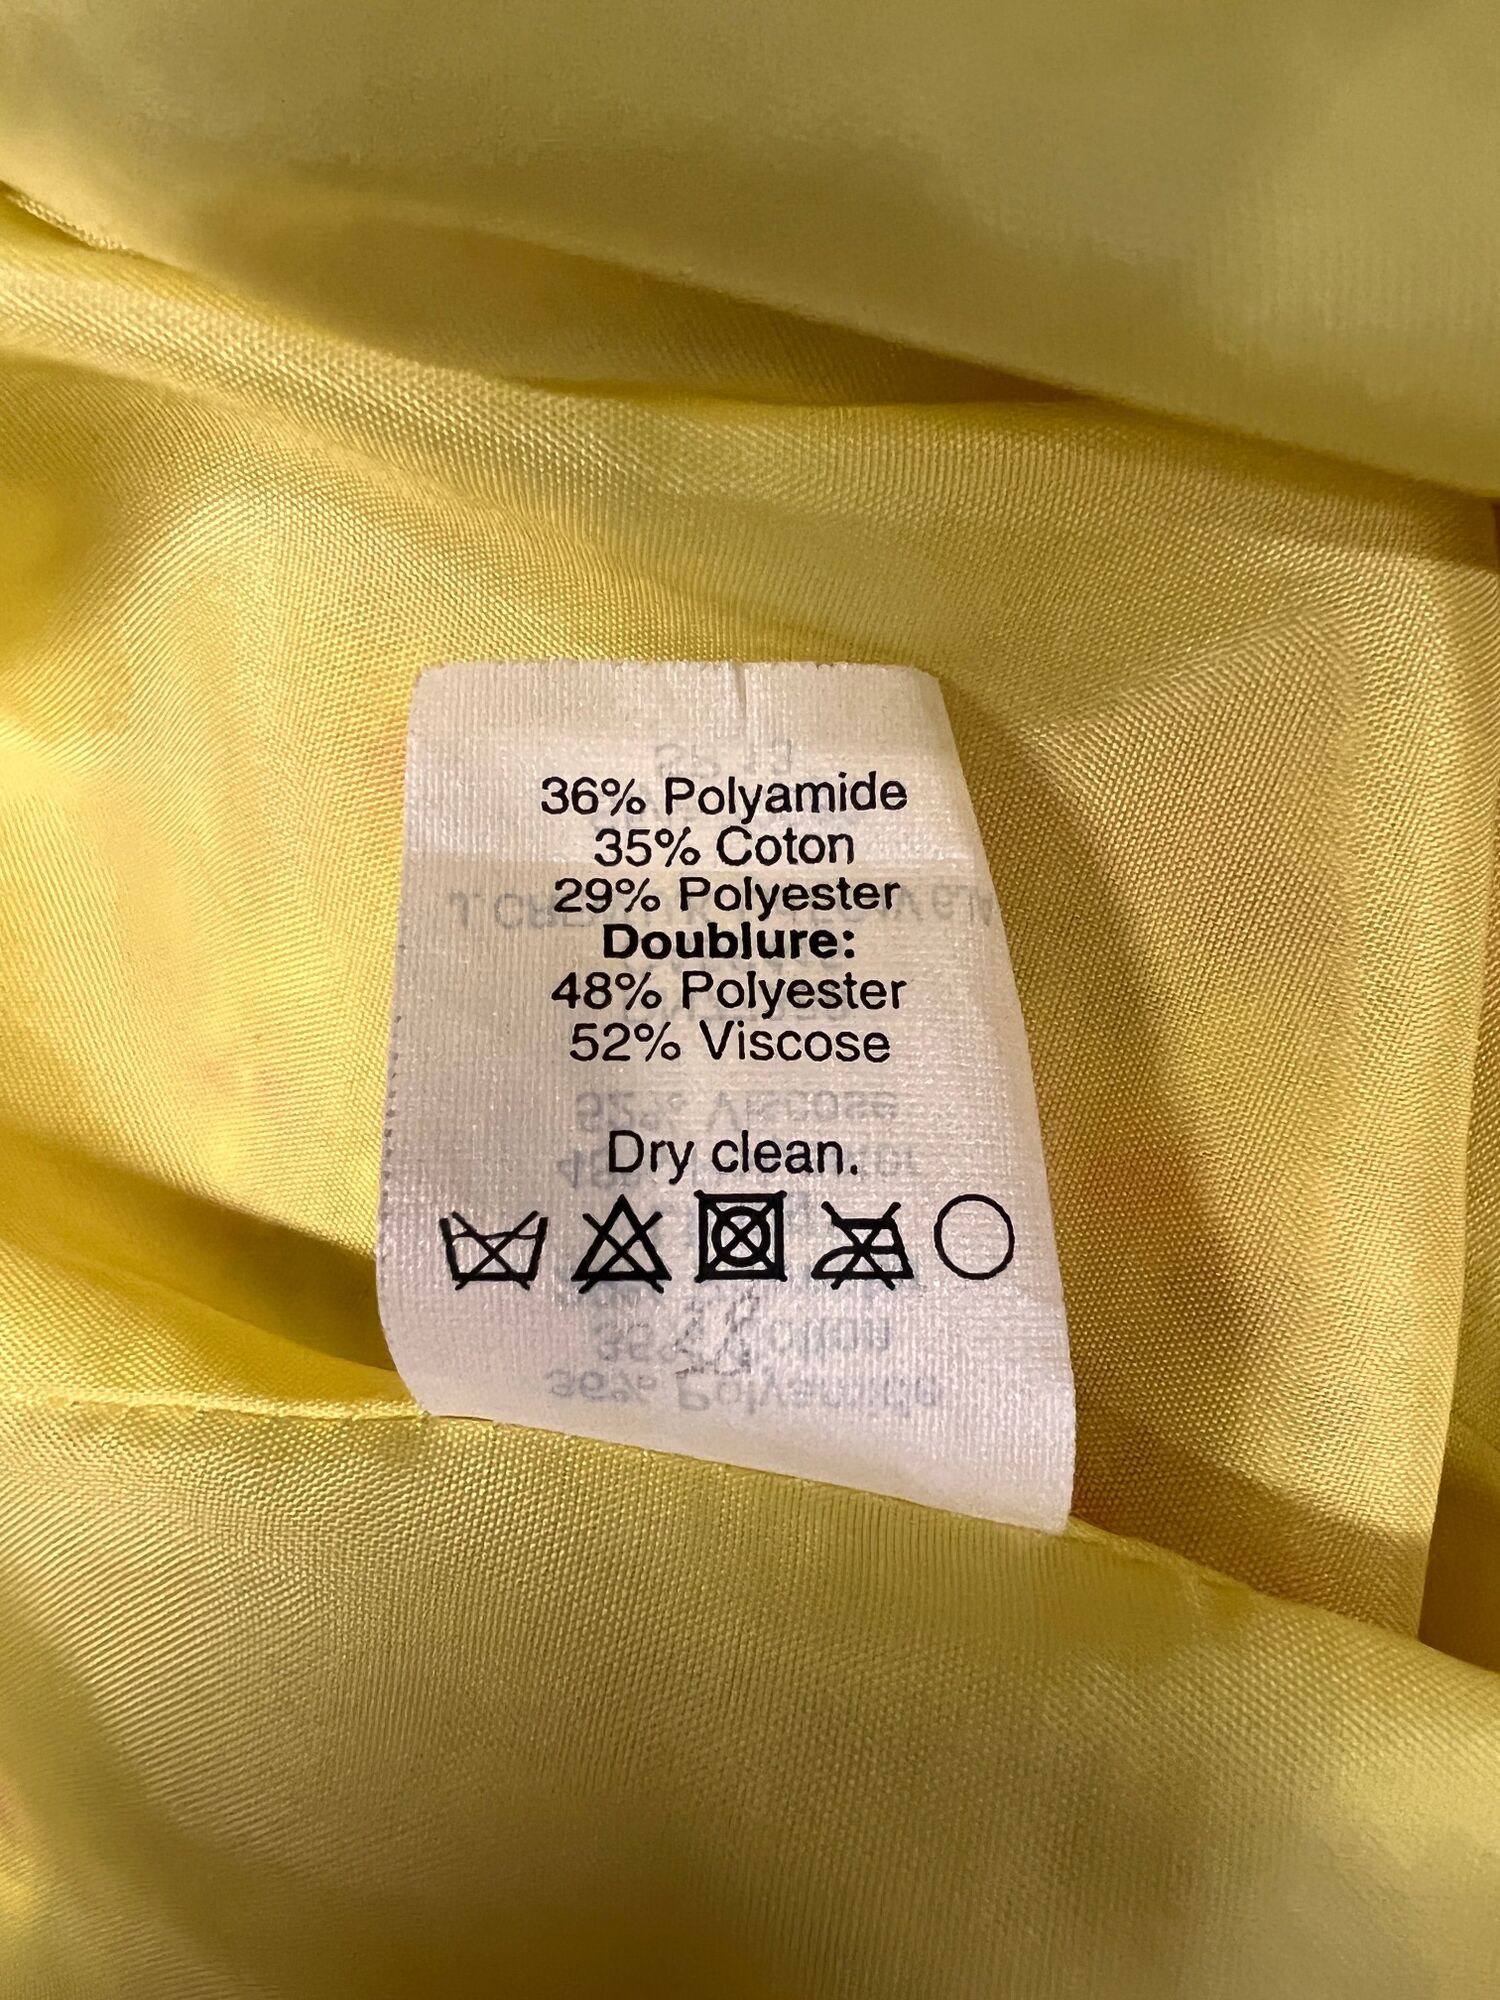 36% Polyamide
35% Coton
29% Polyester
Doublure:
48% Polyester
52% Viscose
Dry clean.